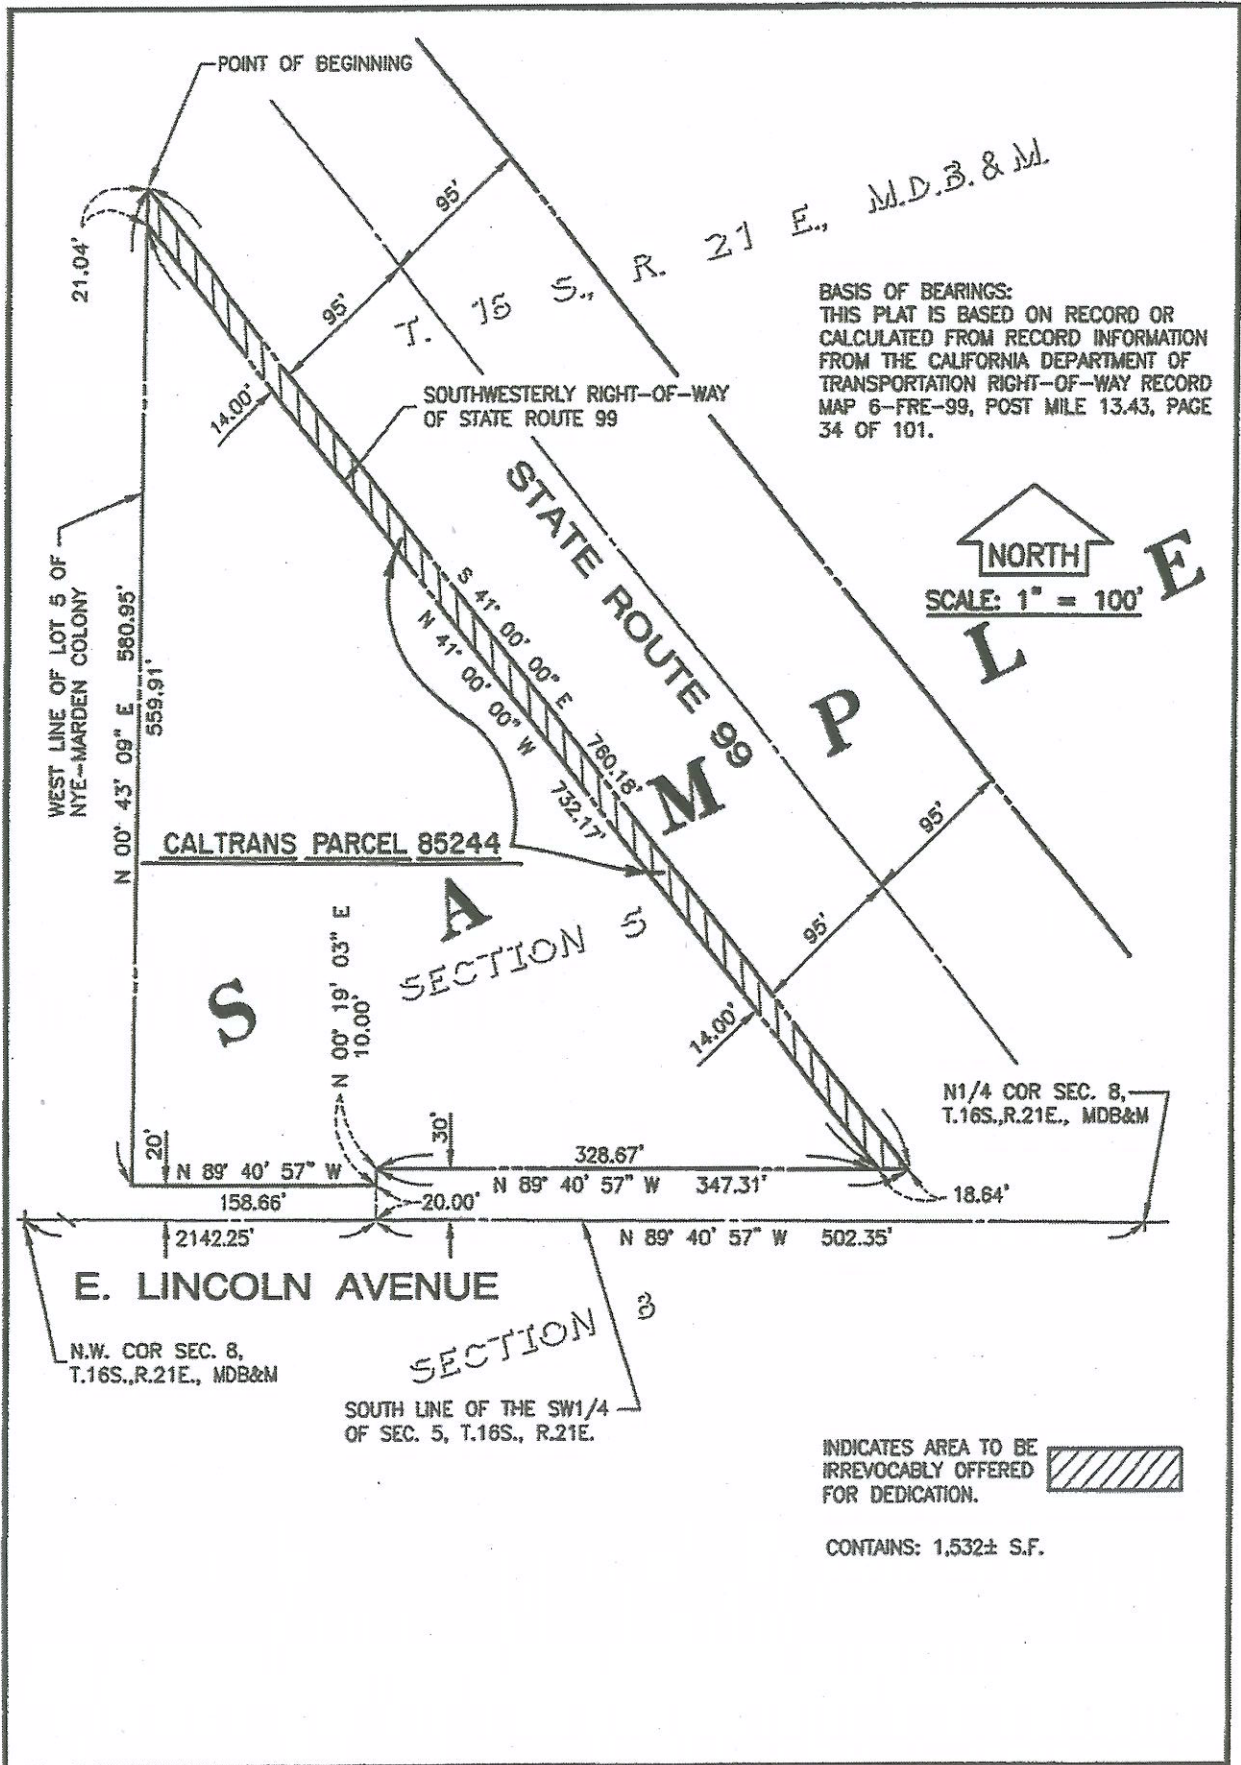 POINT OF BEGINNING
95'
21.04'
95'
T. 15 S., R. 21 E., M.D.B. & M.
BASIS OF BEARINGS:
THIS PLAT IS BASED ON RECORD OR
CALCULATED FROM RECORD INFORMATION
FROM THE CALIFORNIA DEPARTMENT OF
TRANSPORTATION RIGHT-OF-WAY RECORD
MAP 6-FRE-99, POST MILE 13.43, PAGE
34 OF 101.
14.00'
SOUTHWESTERLY RIGHT-OF-WAY
OF STATE ROUTE 99
STATE ROUTE 99
NORTH
SCALE: 1" = 100'
WEST LINE OF LOT 5 OF
NYE-MARDEN COLONY
N 00° 43' 09" E 580.95'
559.91'
S 41° 00' 00" E 760.18'
N 41° 00' 00" W 732.17'
S A M P L E
CALTRANS PARCEL 85244
SECTION 5
N 00° 19' 03" E
10.00'
95'
95'
14.00'
N1/4 COR SEC. 8,
T.16S.,R.21E., MDB&M
20'
30'
328.67'
N 89° 40' 57" W
N 89° 40' 57" W 347.31'
158.66'
20.00'
18.64'
2142.25'
N 89° 40' 57" W 502.35'
E. LINCOLN AVENUE
N.W. COR SEC. 8,
T.16S.,R.21E., MDB&M
SECTION 8
SOUTH LINE OF THE SW1/4
OF SEC. 5, T.16S., R.21E.
INDICATES AREA TO BE
IRREVOCABLY OFFERED
FOR DEDICATION.
CONTAINS: 1,532± S.F.